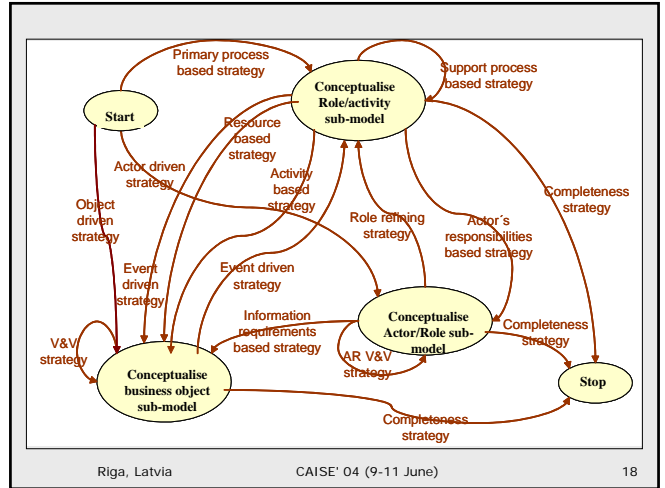 Primary process
based strategy
Conceptualise
Role/activity
sub-model
Support process
based strategy
Start
Resource
based
strategy
Actor driven
strategy
Activity
based
strategy
Object
driven
strategy
Role refining
strategy
Actor´s
responsibilities
based strategy
Completeness
strategy
Event
driven
strategy
Event driven
strategy
Information
requirements
based strategy
Conceptualise
Actor/Role sub-
model
Completeness
strategy
V&V
strategy
AR V&V
strategy
Conceptualise
business object
sub-model
Stop
Completeness
strategy
Riga, Latvia CAISE' 04 (9-11 June) 18